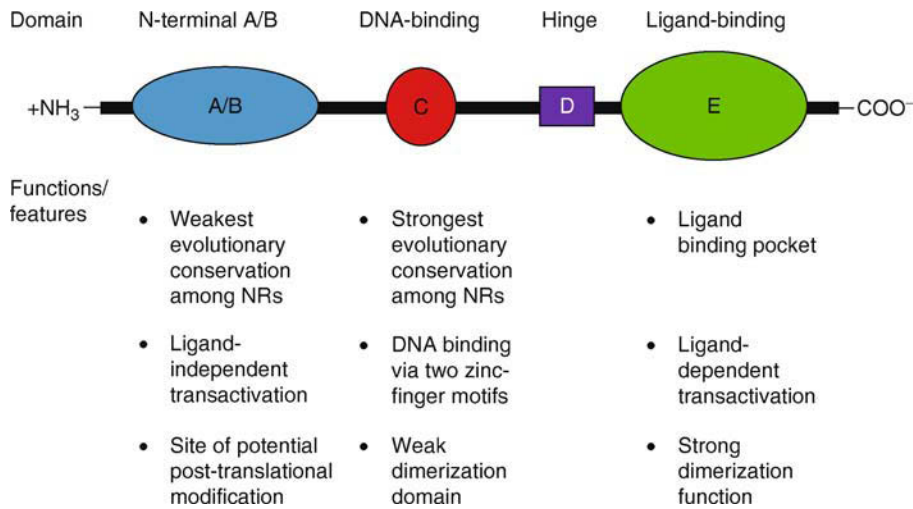 Domain N-terminal A/B DNA-binding Hinge Ligand-binding
+NH3 A/B C D E COO–
Functions/
features
• Weakest
evolutionary
conservation
among NRs
• Ligand-
independent
transactivation
• Site of potential
post-translational
modification
• Strongest
evolutionary
conservation
among NRs
• DNA binding
via two zinc-
finger motifs
• Weak
dimerization
domain
• Ligand
binding pocket
• Ligand-
dependent
transactivation
• Strong
dimerization
function